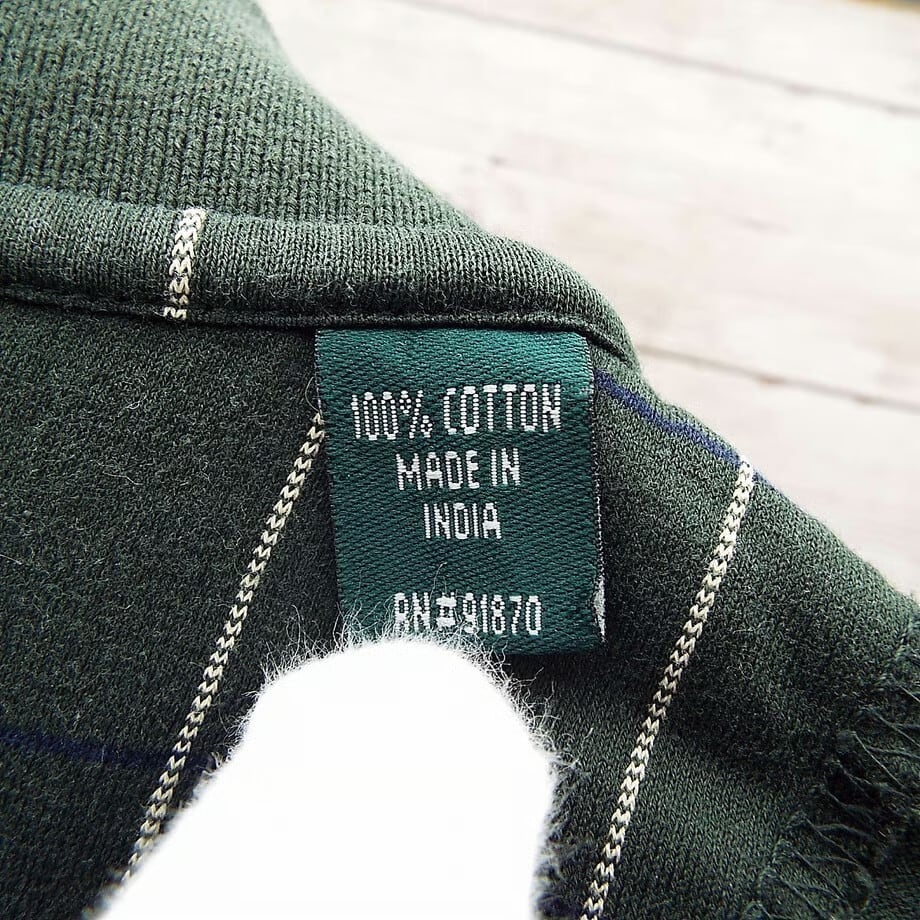 100% COTTON
MADE IN
INDIA
RN#91870